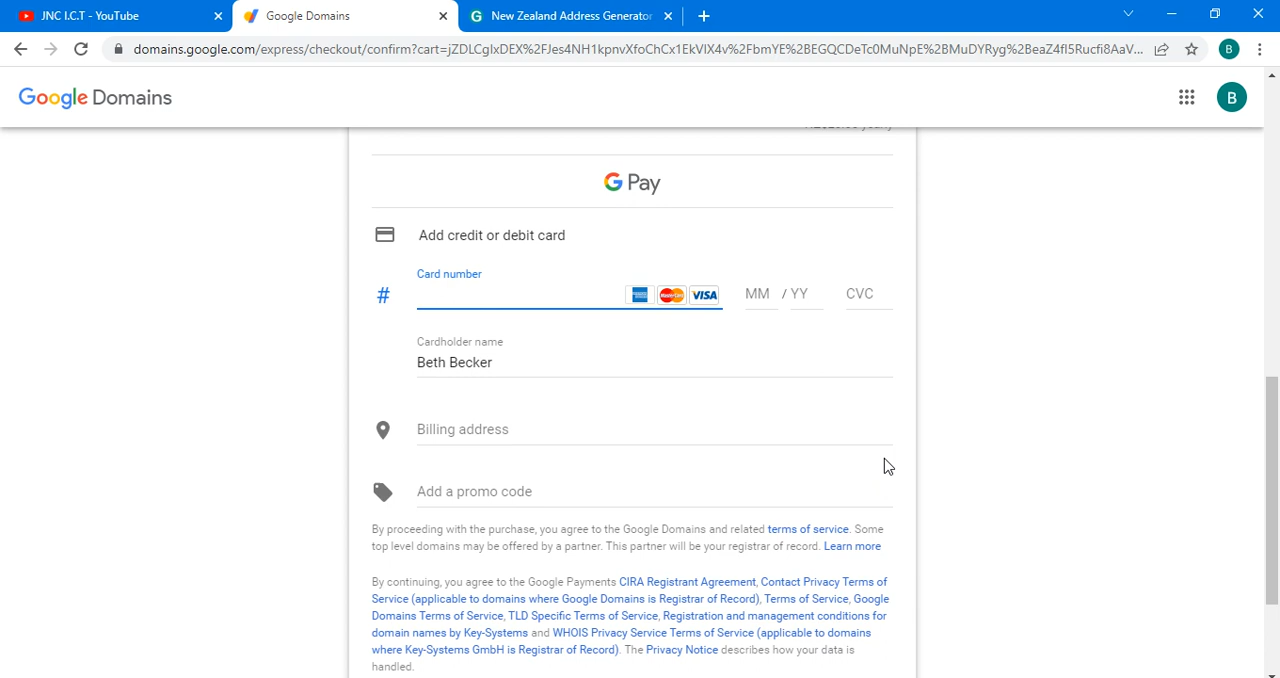 JNC I.C.T - YouTube
Google Domains
New Zealand Address Generator
domains.google.com/express/checkout/confirm?cart=jZDLCgIxDEX%2FJes4NH1kpnvXfoChCx1EkVIX4v%2FbmYE%2BEGQCDeTc0MuNpE%2BMuDYRyg%2BeaZ4fl5Rucfi8AaV...
B
Google Domains
B
G Pay
Add credit or debit card
Card number
# VISA MM / YY CVC
Cardholder name
Beth Becker
Billing address
Add a promo code
By proceeding with the purchase, you agree to the Google Domains and related terms of service. Some
top level domains may be offered by a partner. This partner will be your registrar of record. Learn more
By continuing, you agree to the Google Payments CIRA Registrant Agreement, Contact Privacy Terms of
Service (applicable to domains where Google Domains is Registrar of Record), Terms of Service, Google
Domains Terms of Service, TLD Specific Terms of Service, Registration and management conditions for
domain names by Key-Systems and WHOIS Privacy Service Terms of Service (applicable to domains
where Key-Systems GmbH is Registrar of Record). The Privacy Notice describes how your data is
handled.